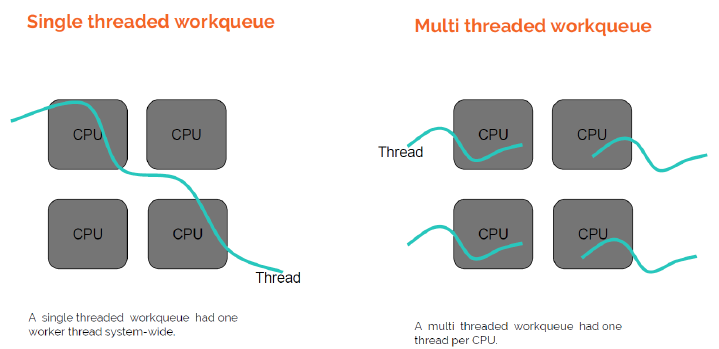 Single threaded workqueue
CPU
CPU
CPU
CPU
Thread
A single threaded workqueue had one
worker thread system-wide.
Multi threaded workqueue
CPU
CPU
Thread
CPU
CPU
A multi threaded workqueue had one
thread per CPU.